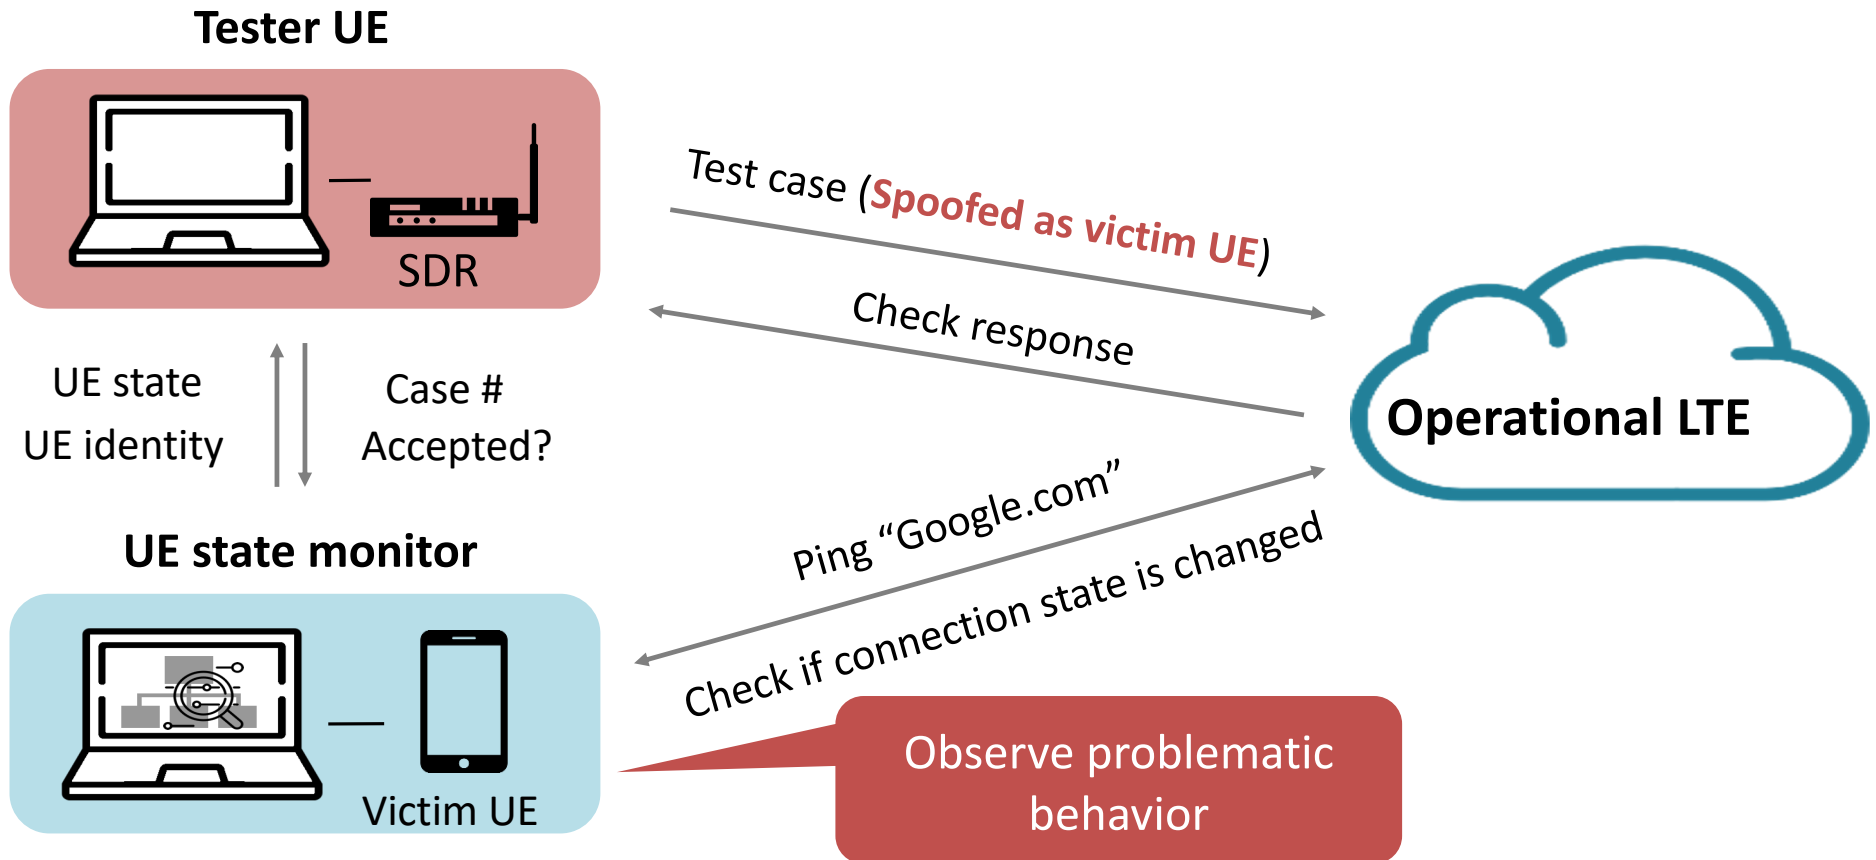 Tester UE
SDR
Test case (Spoofed as victim UE)
Check response
UE state
UE identity
Case #
Accepted?
Operational LTE
UE state monitor
Victim UE
Ping “Google.com”
Check if connection state is changed
Observe problematic
behavior